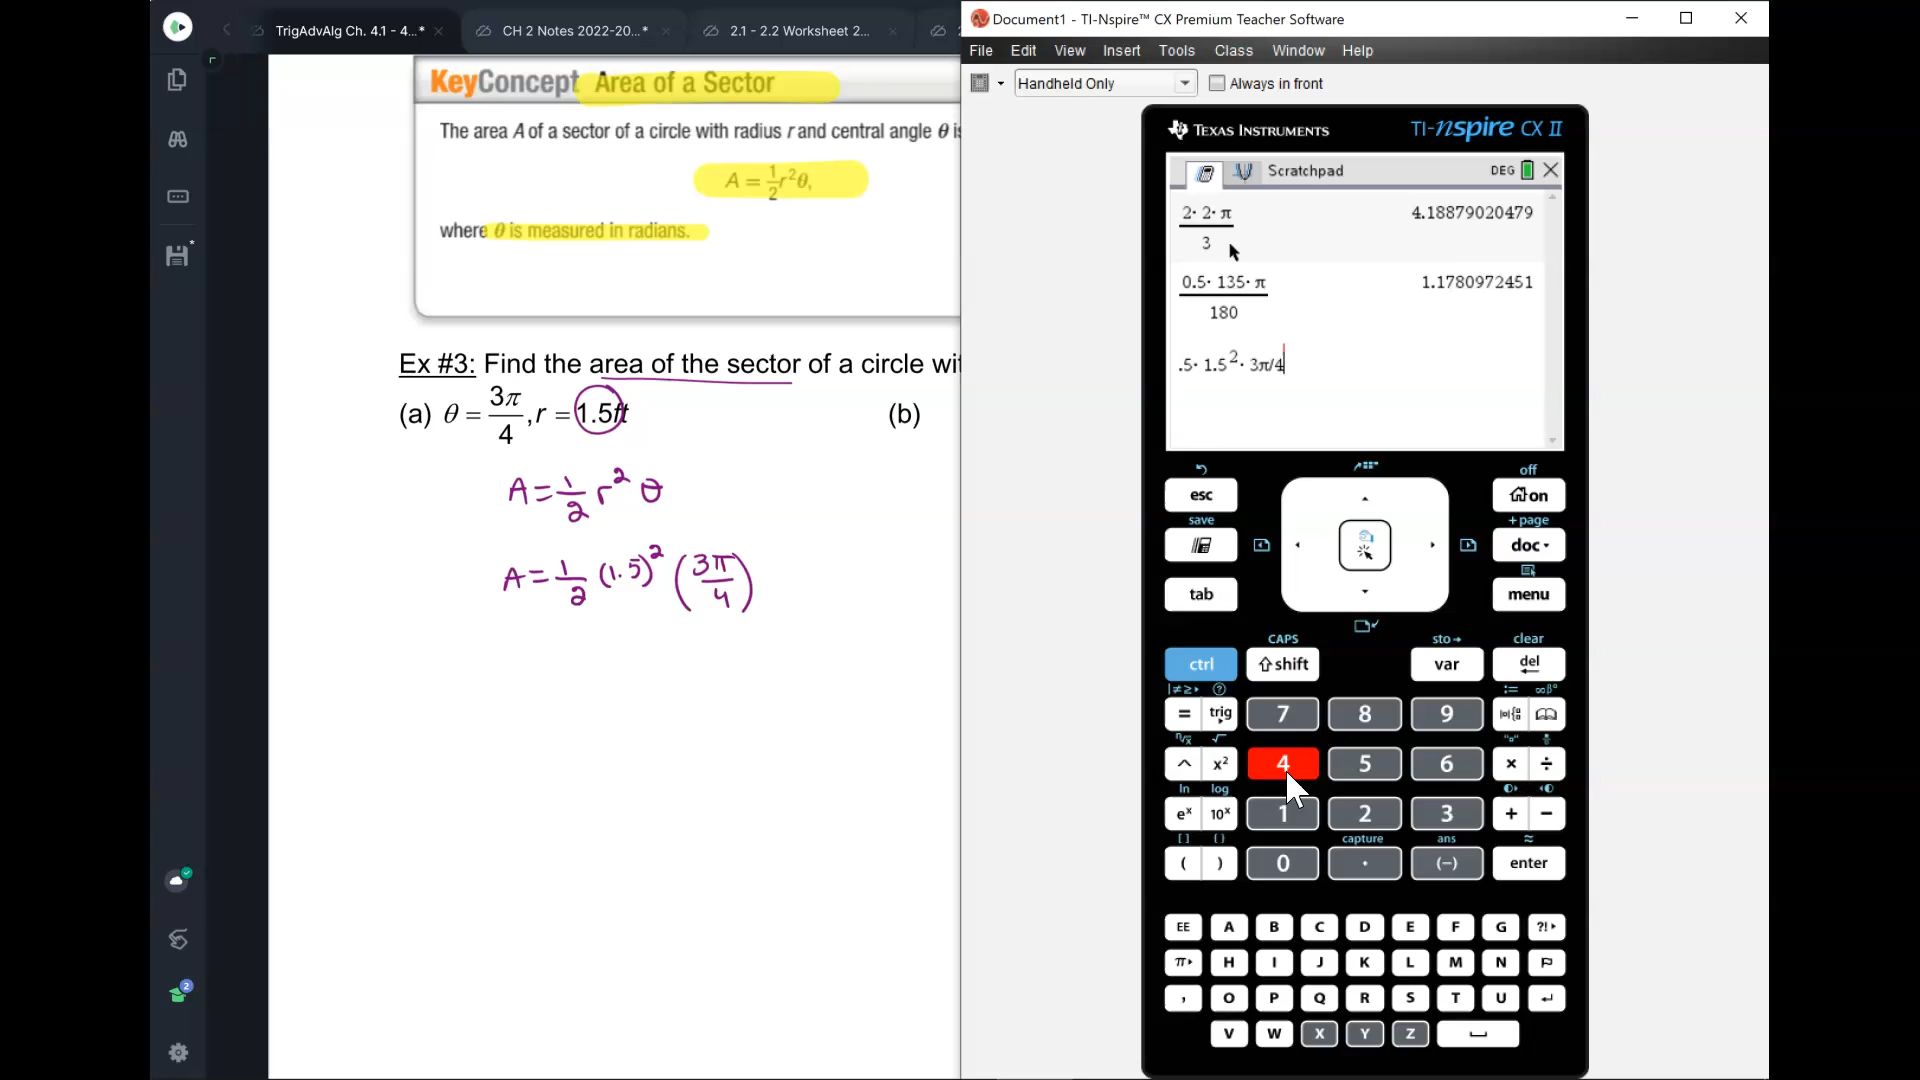 TrigAdvAlg Ch. 4.1 - 4...*
CH 2 Notes 2022-20...*
2.1 - 2.2 Worksheet 2...
KeyConcept Area of a Sector
The area A of a sector of a circle with radius r and central angle θ is
A = 1/2 r²θ,
where θ is measured in radians.
Ex #3: Find the area of the sector of a circle wit
(a) θ = 3π/4, r = 1.5ft
(b)
A = 1/2 r² θ
A = 1/2 (1.5)² (3π/4)
Document1 - TI-Nspire™ CX Premium Teacher Software
File Edit View Insert Tools Class Window Help
Handheld Only
Always in front
TEXAS INSTRUMENTS
TI-nspire CX II
Scratchpad
DEG
2·2·π/3 4.18879020479
0.5·135·π/180 1.1780972451
.5·1.5²·3π/4
off
esc
on
save
+page
doc
tab
menu
CAPS
sto→
clear
ctrl
shift
var
del
|≠≥▸ ?
:= ∞β°
= trig 7 8 9 |▫|{▫
ⁿ√x √
"▫"
^ x² 4 5 6 × ÷
ln log
eˣ 10ˣ 1 2 3 + −
[ ] { } capture ans ≈
( ) 0 . (−) enter
EE A B C D E F G ?!▸
π▸ H I J K L M N
, O P Q R S T U ↵
V W X Y Z
2